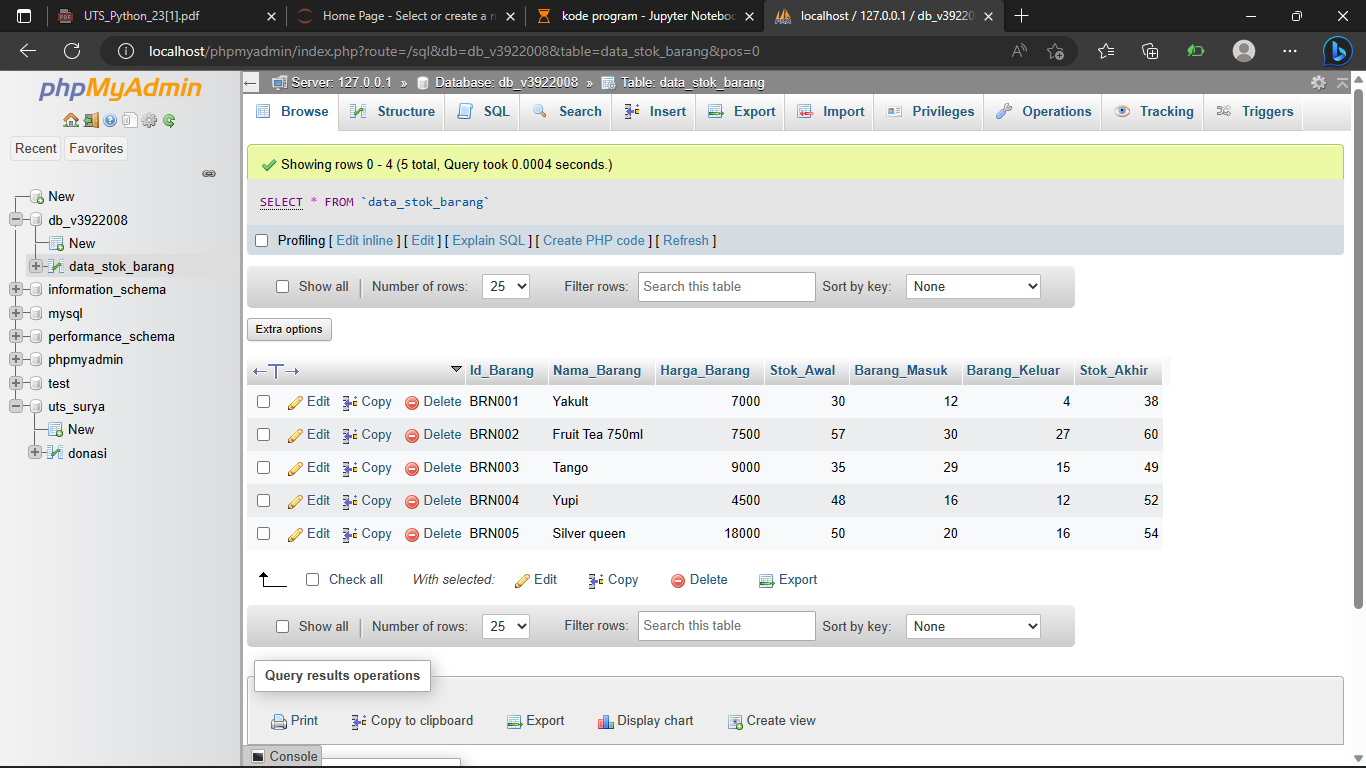 UTS_Python_23[1].pdf
Home Page - Select or create a n
kode program - Jupyter Noteboo
localhost / 127.0.0.1 / db_v39220
localhost/phpmyadmin/index.php?route=/sql&db=db_v3922008&table=data_stok_barang&pos=0
phpMyAdmin
Recent Favorites
New
db_v3922008
New
data_stok_barang
information_schema
mysql
performance_schema
phpmyadmin
test
uts_surya
New
donasi
Server: 127.0.0.1 » Database: db_v3922008 » Table: data_stok_barang
Browse Structure SQL Search Insert Export Import Privileges Operations Tracking Triggers
Showing rows 0 - 4 (5 total, Query took 0.0004 seconds.)
SELECT * FROM `data_stok_barang`
Profiling [ Edit inline ] [ Edit ] [ Explain SQL ] [ Create PHP code ] [ Refresh ]
Show all Number of rows: 25 Filter rows: Search this table Sort by key: None
Extra options
←T→ Id_Barang Nama_Barang Harga_Barang Stok_Awal Barang_Masuk Barang_Keluar Stok_Akhir
Edit Copy Delete BRN001 Yakult 7000 30 12 4 38
Edit Copy Delete BRN002 Fruit Tea 750ml 7500 57 30 27 60
Edit Copy Delete BRN003 Tango 9000 35 29 15 49
Edit Copy Delete BRN004 Yupi 4500 48 16 12 52
Edit Copy Delete BRN005 Silver queen 18000 50 20 16 54
Check all With selected: Edit Copy Delete Export
Show all Number of rows: 25 Filter rows: Search this table Sort by key: None
Query results operations
Print Copy to clipboard Export Display chart Create view
Console